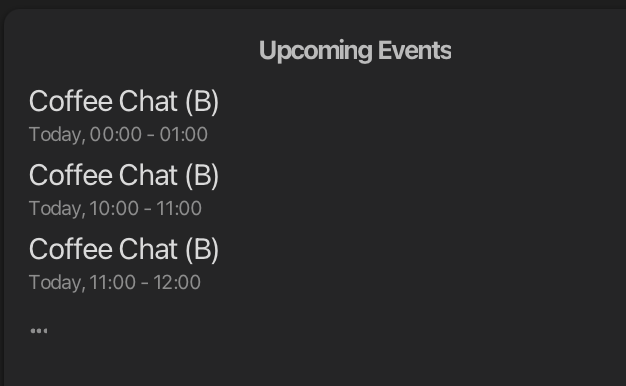 Upcoming Events
Coffee Chat (B)
Today, 00:00 - 01:00
Coffee Chat (B)
Today, 10:00 - 11:00
Coffee Chat (B)
Today, 11:00 - 12:00
...